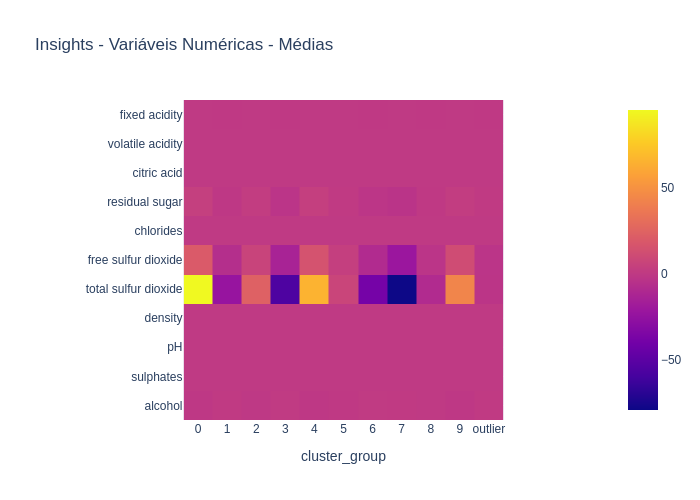 Insights - Variáveis Numéricas - Médias
fixed acidity
volatile acidity
citric acid
residual sugar
chlorides
free sulfur dioxide
total sulfur dioxide
density
pH
sulphates
alcohol
0 1 2 3 4 5 6 7 8 9 outlier
cluster_group
50
0
−50